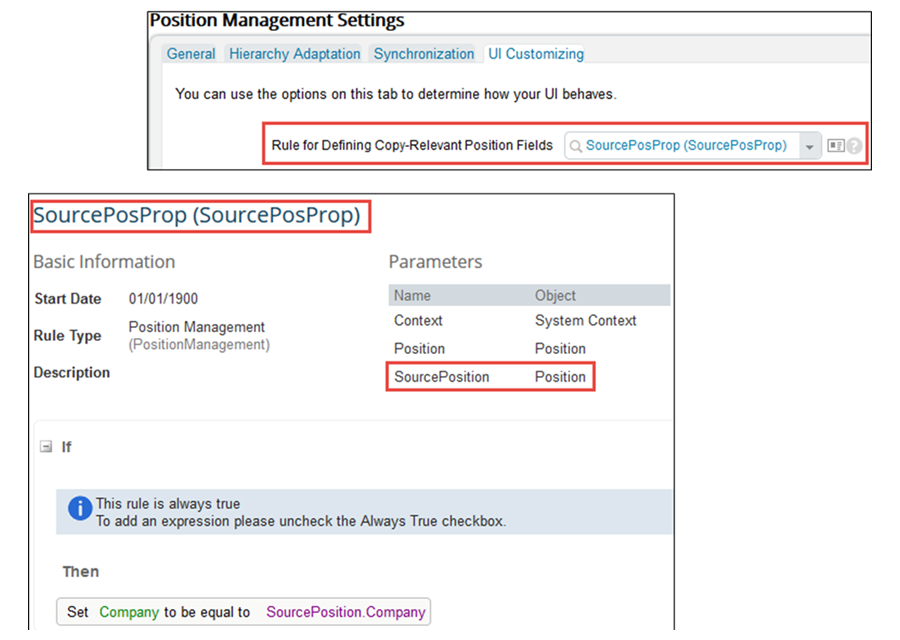 Position Management Settings
General Hierarchy Adaptation Synchronization UI Customizing
You can use the options on this tab to determine how your UI behaves.
Rule for Defining Copy-Relevant Position Fields SourcePosProp (SourcePosProp)
SourcePosProp (SourcePosProp)
Basic Information
Start Date 01/01/1900
Rule Type Position Management
(PositionManagement)
Description
Parameters
Name Object
Context System Context
Position Position
SourcePosition Position
If
This rule is always true
To add an expression please uncheck the Always True checkbox.
Then
Set Company to be equal to SourcePosition.Company